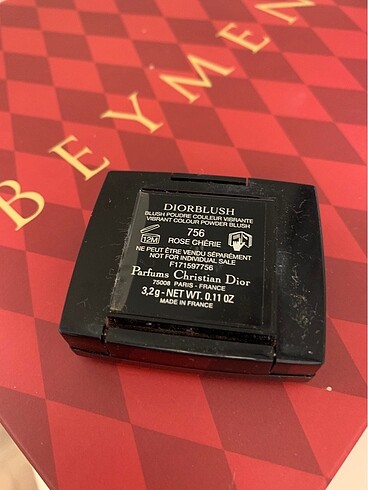 BEYMEN
DIORBLUSH
BLUSH POUDRE COULEUR VIBRANTE
VIBRANT COLOUR POWDER BLUSH
756
12M
ROSE CHÉRIE
NE PEUT ÊTRE VENDU SÉPARÉMENT
NOT FOR INDIVIDUAL SALE
F171597756
Parfums Christian Dior
75008 PARIS - FRANCE
3,2g - NET WT. 0.11 OZ
MADE IN FRANCE